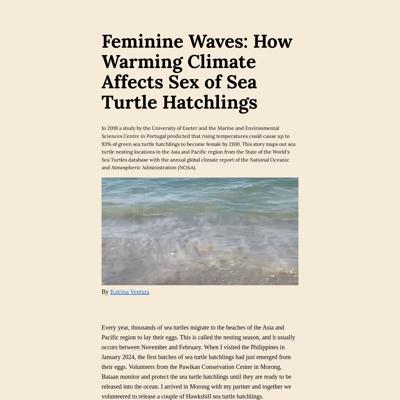 Feminine Waves: How
Warming Climate
Affects Sex of Sea
Turtle Hatchlings
In 2018 a study by the University of Exeter and the Marine and Environmental
Sciences Centre in Portugal predicted that rising temperatures could cause up to
93% of green sea turtle hatchlings to become female by 2100. This story maps out sea
turtle nesting locations in the Asia and Pacific region from the State of the World's
Sea Turtles database with the annual global climate report of the National Oceanic
and Atmospheric Administration (NOAA).
By Katrina Ventura
Every year, thousands of sea turtles migrate to the beaches of the Asia and
Pacific region to lay their eggs. This is called the nesting season, and it usually
occurs between November and February. When I visited the Philippines in
January 2024, the first batches of sea turtle hatchlings had just emerged from
their eggs. Volunteers from the Pawikan Conservation Center in Morong,
Bataan monitor and protect the sea turtle hatchlings until they are ready to be
released into the ocean. I arrived in Morong with my partner and together we
volunteered to release a couple of Hawksbill sea turtle hatchlings.